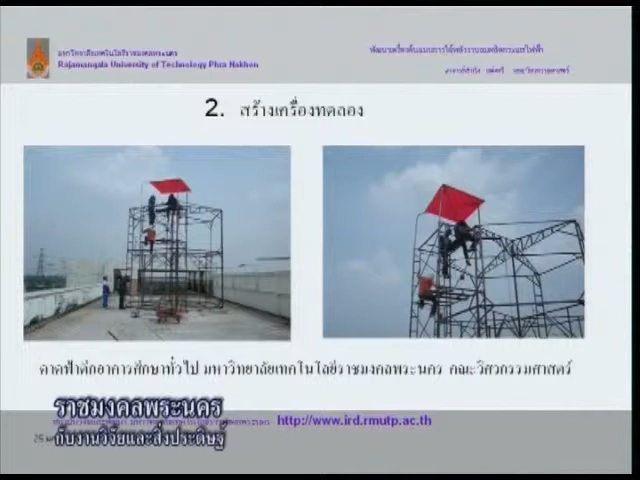 มหาวิทยาลัยเทคโนโลยีราชมงคลพระนคร
Rajamangala University of Technology Phra Nakhon
2. สร้างเครื่องทดลอง
ดาดฟ้าตึกอาคารศึกษาทั่วไป มหาวิทยาลัยเทคโนโลยีราชมงคลพระนคร คณะวิศวกรรมศาสตร์
http://www.ird.rmutp.ac.th
ราชมงคลพระนคร
กับงานวิจัยและสิ่งประดิษฐ์